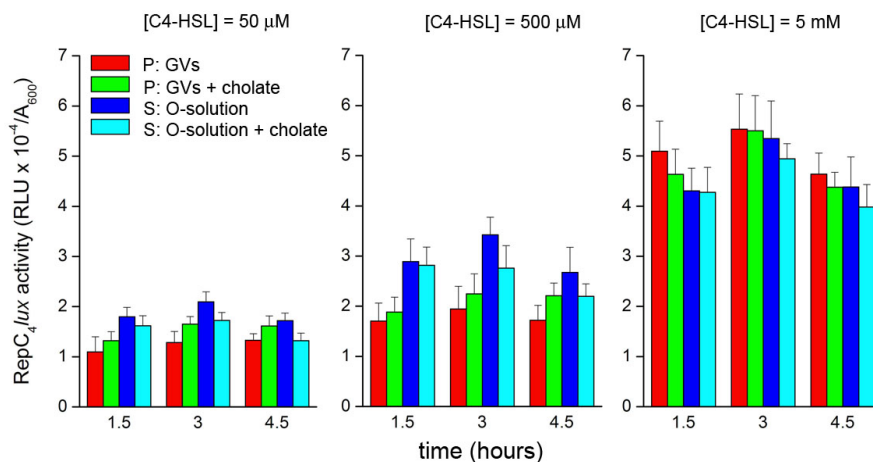 [C4-HSL] = 50 µM
[C4-HSL] = 500 µM
[C4-HSL] = 5 mM
RepC₄lux activity (RLU x 10⁻⁴/A₆₀₀)
7
6
5
4
3
2
1
0
P: GVs
P: GVs + cholate
S: O-solution
S: O-solution + cholate
1.5 3 4.5
7
6
5
4
3
2
1
0
1.5 3 4.5
7
6
5
4
3
2
1
0
1.5 3 4.5
time (hours)